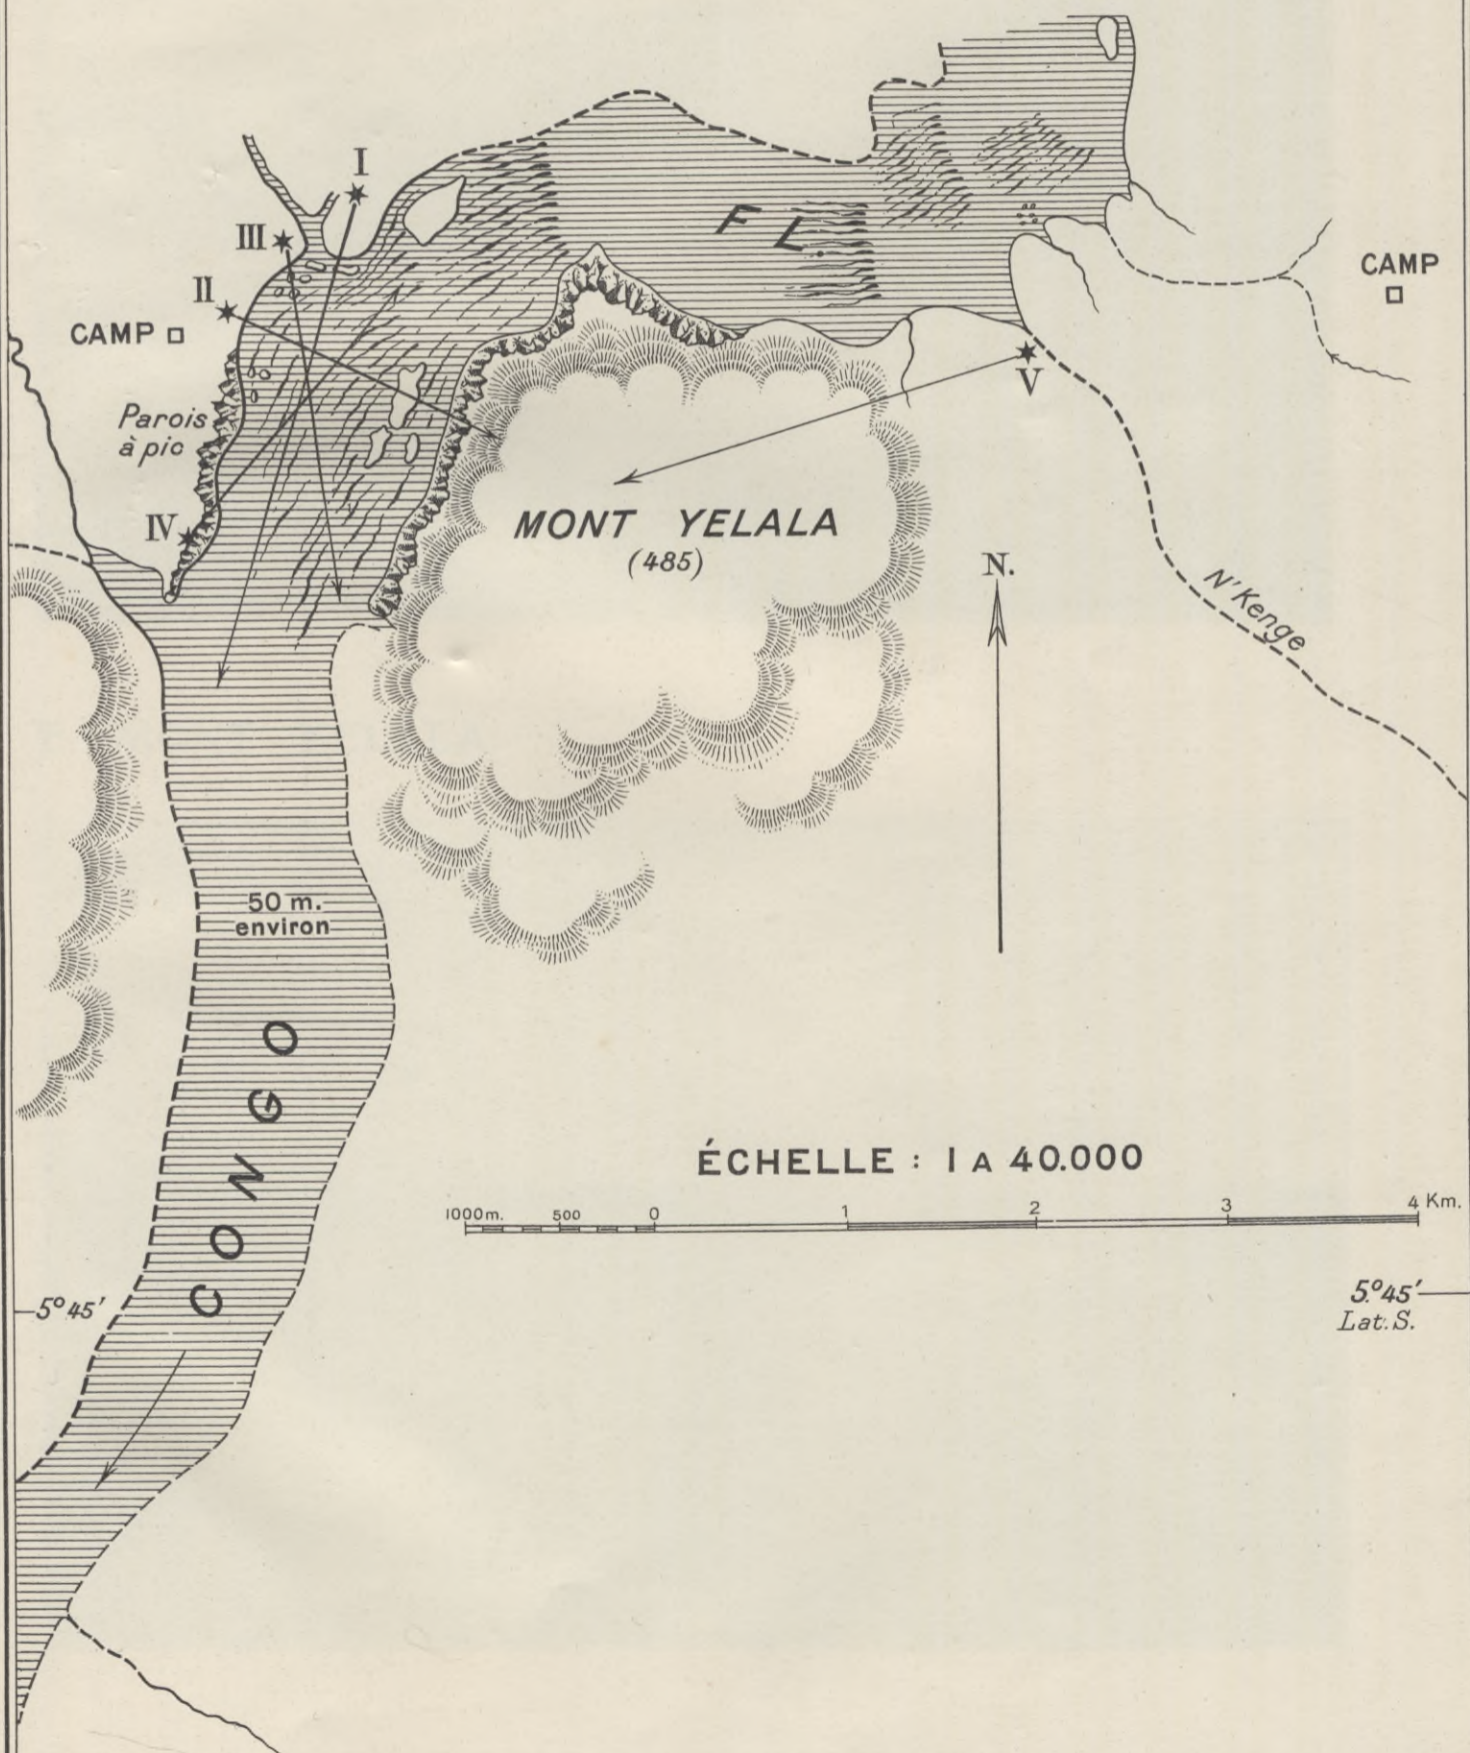 I
III
II
CAMP
Parois
à pic
IV
FL.
CAMP
V
MONT YELALA
(485)
N.
N'Kenge
50 m.
environ
CONGO
ÉCHELLE : 1 A 40.000
1000m. 500 0 1 2 3 4 Km.
5°45'
5°45'
Lat. S.